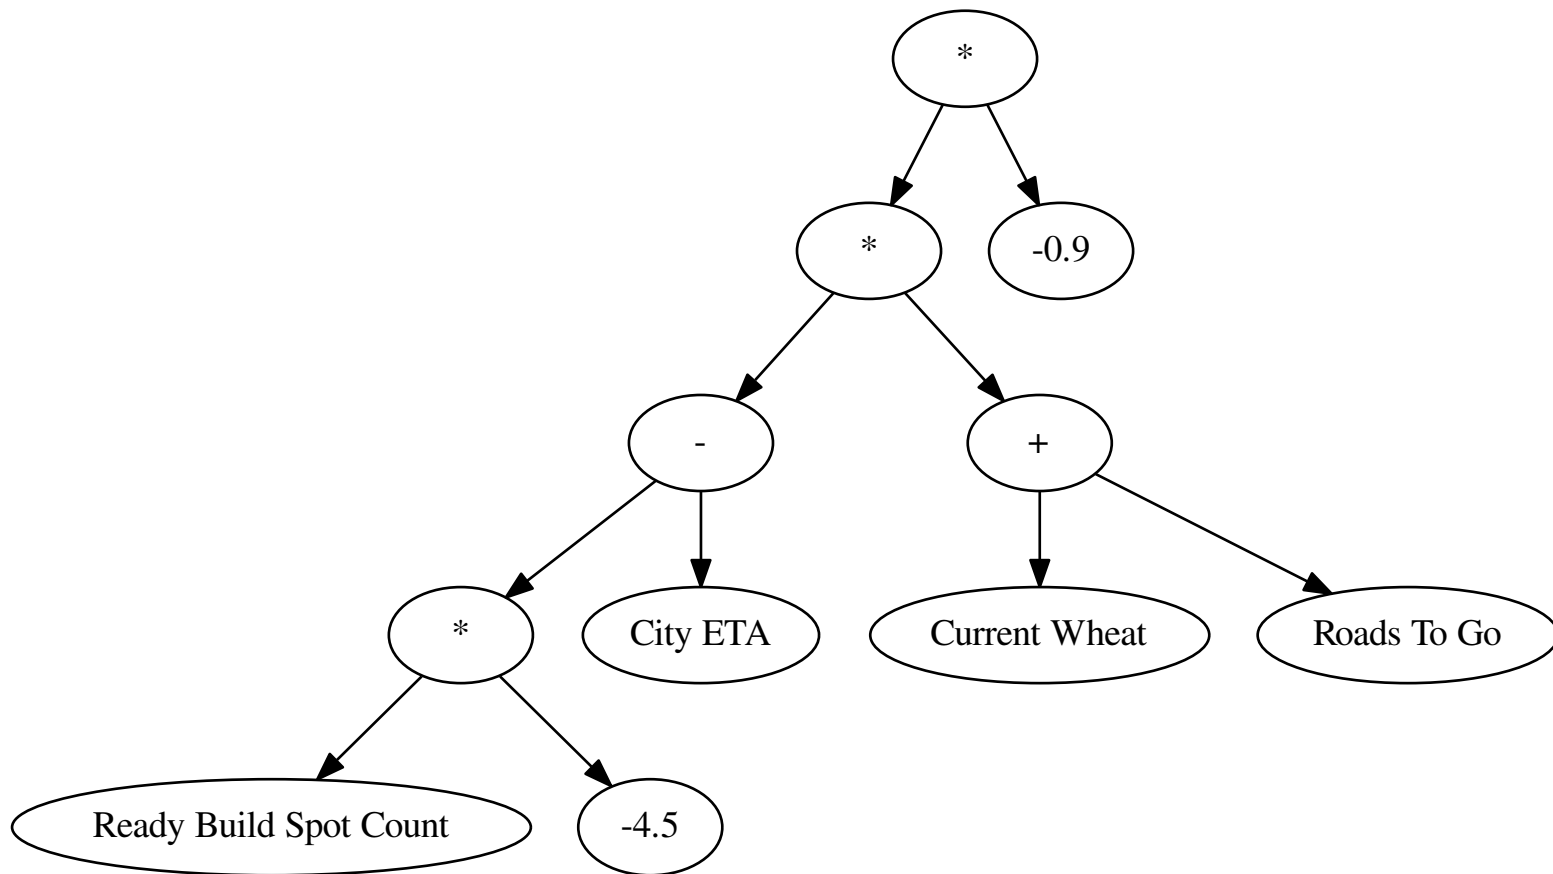 *
*
-0.9
-
+
*
City ETA
Current Wheat
Roads To Go
Ready Build Spot Count
-4.5